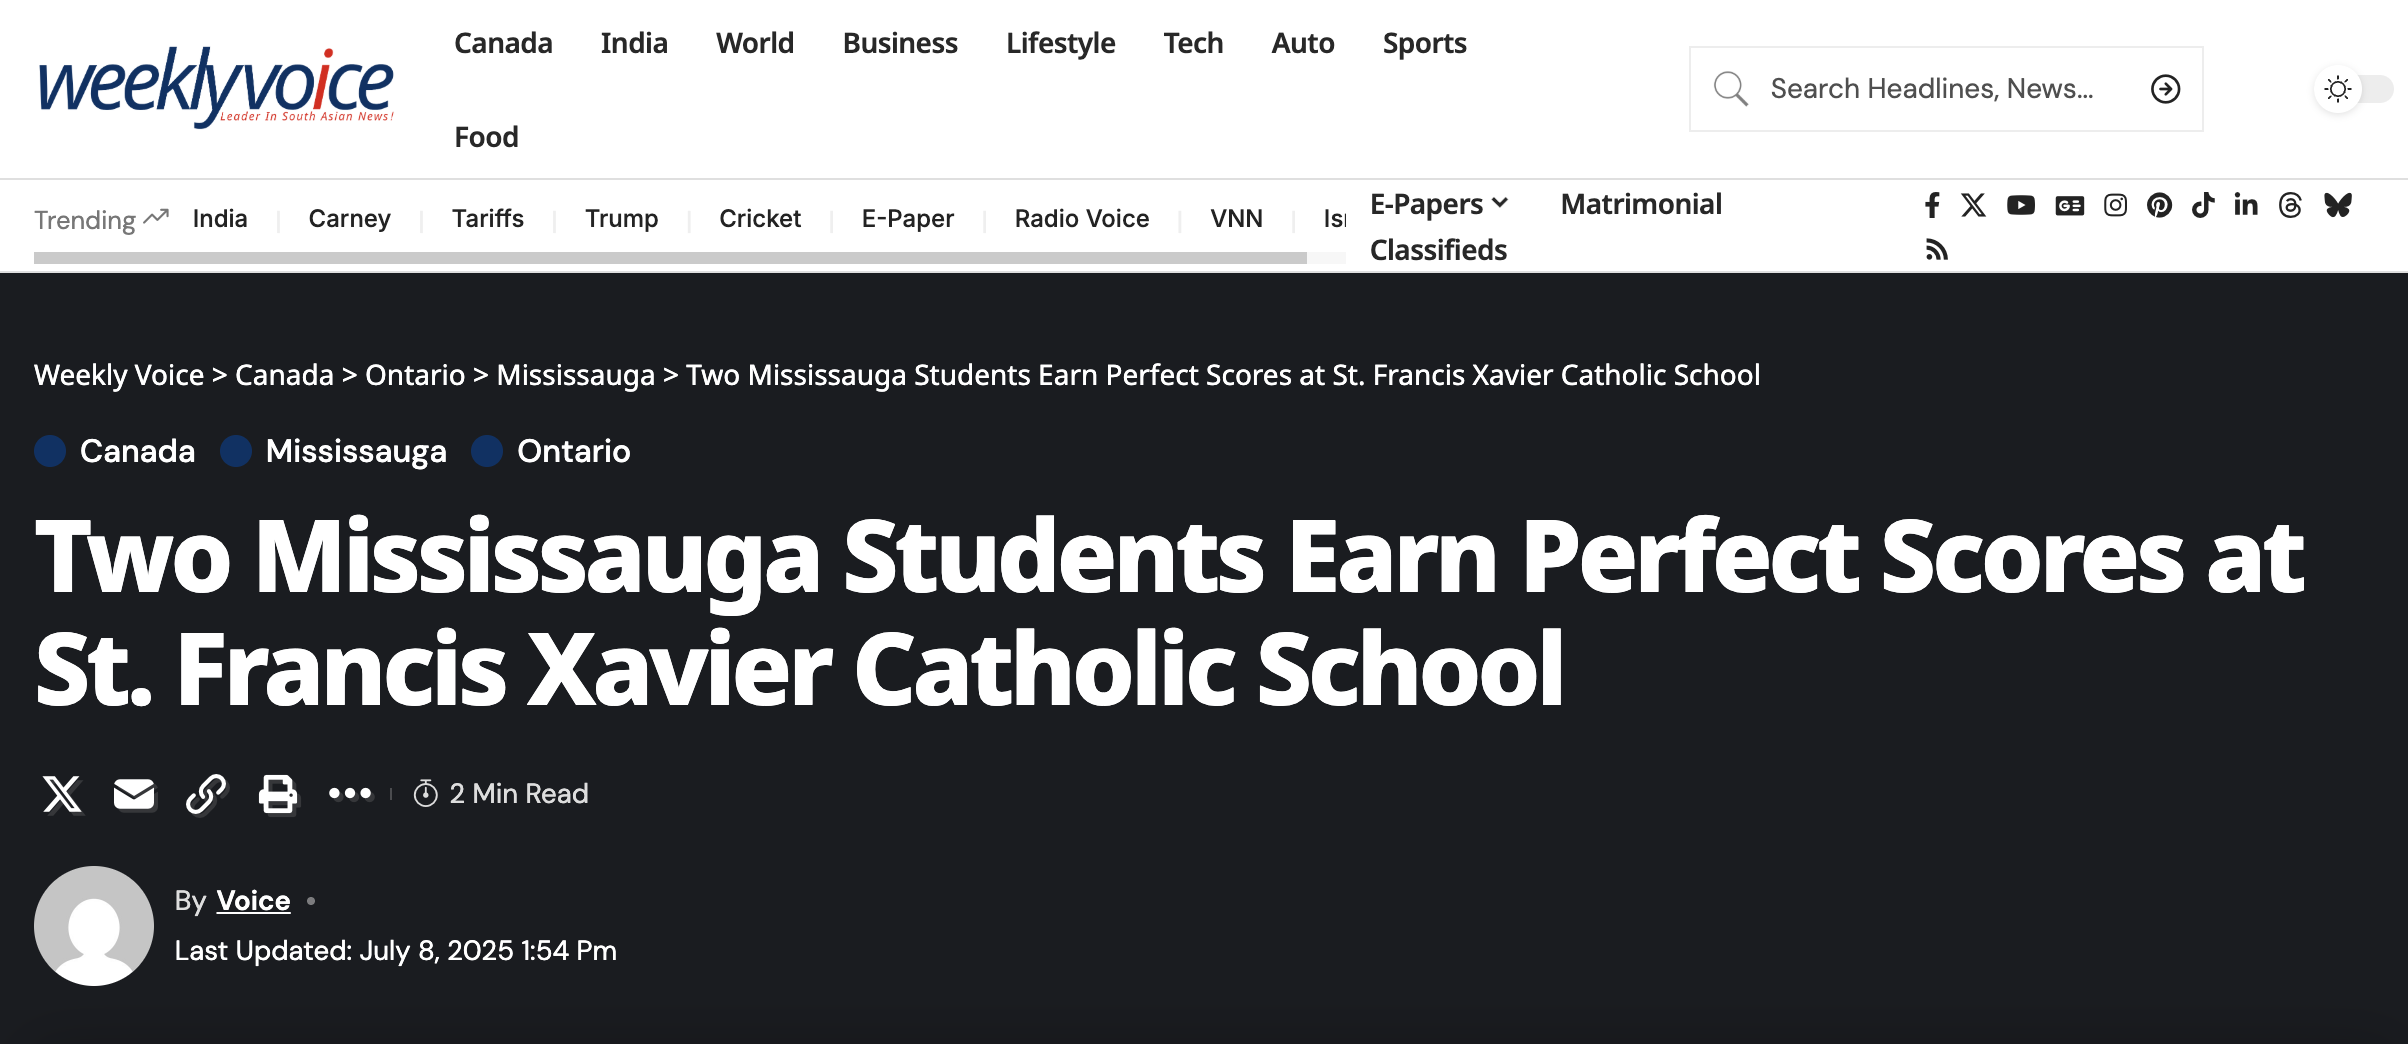 weeklyvoice
Leader In South Asian News!
Canada India World Business Lifestyle Tech Auto Sports
Food
Search Headlines, News...
Trending India Carney Tariffs Trump Cricket E-Paper Radio Voice VNN
E-Papers Matrimonial
Classifieds
Weekly Voice > Canada > Ontario > Mississauga > Two Mississauga Students Earn Perfect Scores at St. Francis Xavier Catholic School
Canada Mississauga Ontario
Two Mississauga Students Earn Perfect Scores at
St. Francis Xavier Catholic School
2 Min Read
By Voice
Last Updated: July 8, 2025 1:54 Pm